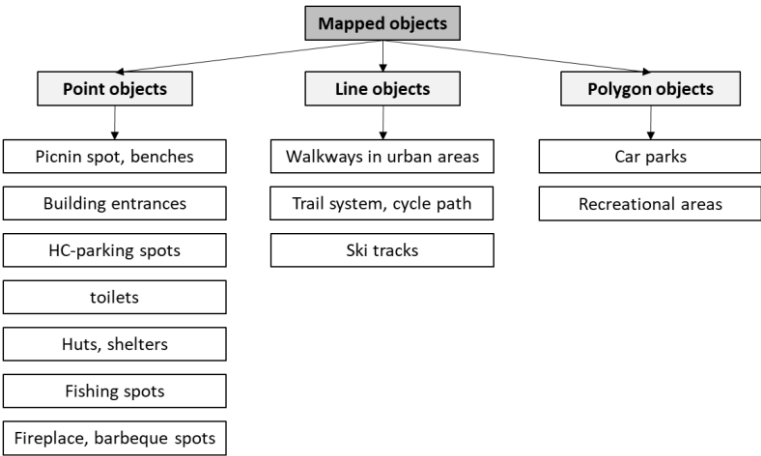 Mapped objects
Point objects
Line objects
Polygon objects
Picnin spot, benches
Building entrances
HC-parking spots
toilets
Huts, shelters
Fishing spots
Fireplace, barbeque spots
Walkways in urban areas
Trail system, cycle path
Ski tracks
Car parks
Recreational areas